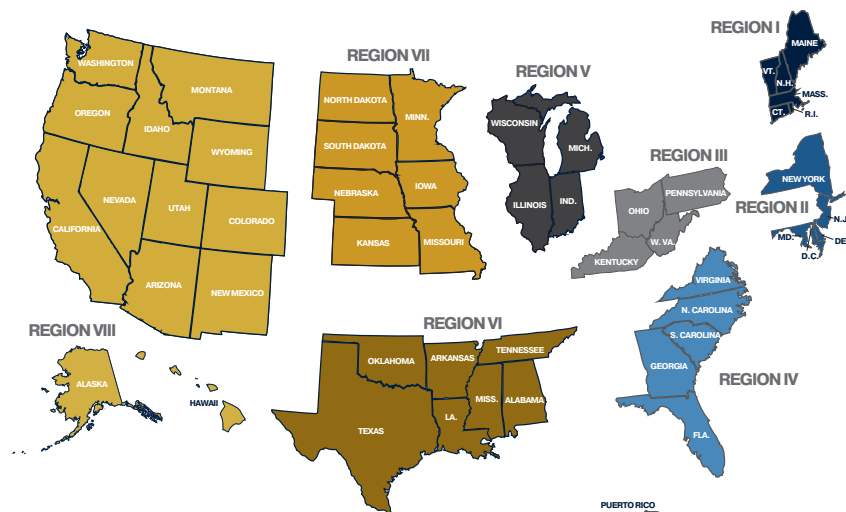 REGION I
MAINE
VT.
N.H.
MASS.
CT.
R.I.
REGION VII
REGION V
WASHINGTON
MONTANA
OREGON
IDAHO
WYOMING
NEVADA
UTAH
COLORADO
CALIFORNIA
ARIZONA
NEW MEXICO
NORTH DAKOTA
MINN.
SOUTH DAKOTA
NEBRASKA
IOWA
KANSAS
MISSOURI
WISCONSIN
MICH.
ILLINOIS
IND.
REGION III
PENNSYLVANIA
OHIO
W. VA.
KENTUCKY
NEW YORK
REGION II
N.J.
MD.
DE
D.C.
VIRGINIA
N. CAROLINA
S. CAROLINA
GEORGIA
REGION IV
FLA.
REGION VIII
ALASKA
HAWAII
REGION VI
OKLAHOMA
ARKANSAS
TENNESSEE
TEXAS
LA.
MISS.
ALABAMA
PUERTO RICO